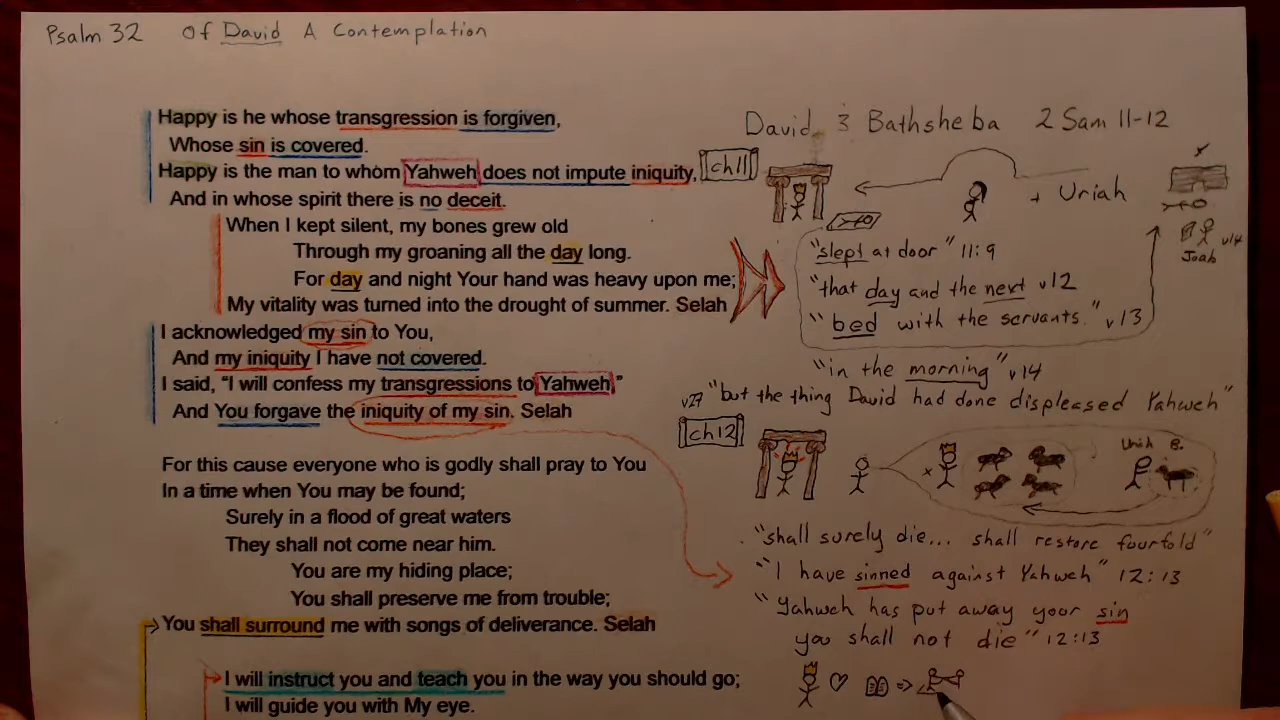 Psalm 32 Of David A Contemplation
Happy is he whose transgression is forgiven,
Whose sin is covered.
Happy is the man to whom Yahweh does not impute iniquity,
And in whose spirit there is no deceit.
When I kept silent, my bones grew old
Through my groaning all the day long.
For day and night Your hand was heavy upon me;
My vitality was turned into the drought of summer. Selah
I acknowledged my sin to You,
And my iniquity I have not covered.
I said, “I will confess my transgressions to Yahweh,”
And You forgave the iniquity of my sin. Selah
For this cause everyone who is godly shall pray to You
In a time when You may be found;
Surely in a flood of great waters
They shall not come near him.
You are my hiding place;
You shall preserve me from trouble;
You shall surround me with songs of deliverance. Selah
I will instruct you and teach you in the way you should go;
I will guide you with My eye.
David & Bathsheba 2 Sam 11-12
ch11
+ Uriah
"slept at door" 11:9
"that day and the next v12
"bed with the servants." v13
Joab v14
"in the morning" v14
v27 "but the thing David had done displeased Yahweh"
ch12
Uriah B.
"shall surely die... shall restore fourfold"
"I have sinned against Yahweh" 12:13
"Yahweh has put away your sin
you shall not die" 12:13